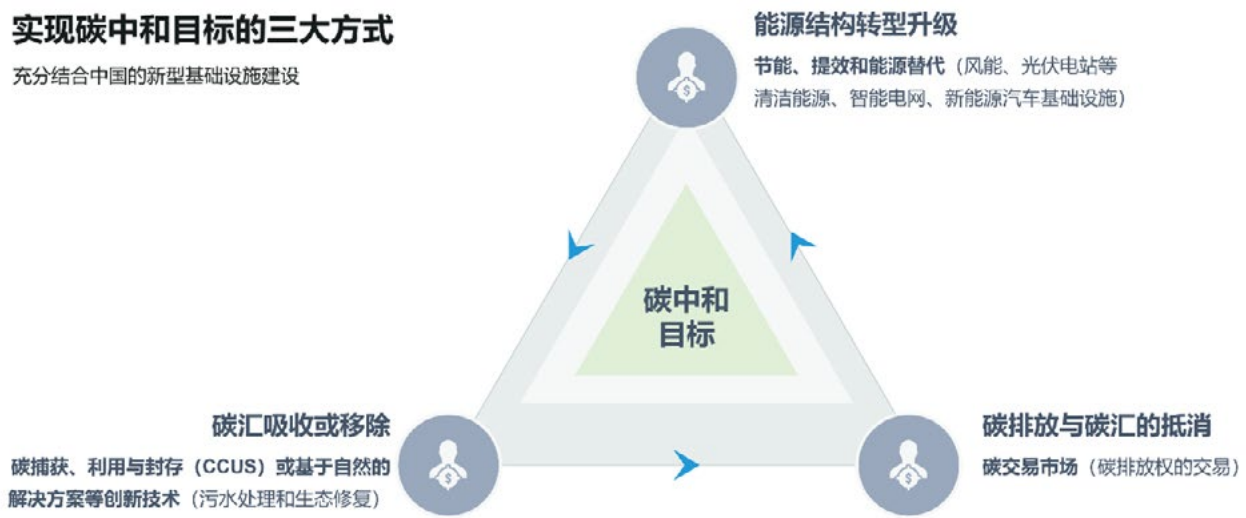 实现碳中和目标的三大方式
充分结合中国的新型基础设施建设
能源结构转型升级
节能、提效和能源替代（风能、光伏电站等
清洁能源、智能电网、新能源汽车基础设施）
碳中和
目标
碳汇吸收或移除
碳捕获、利用与封存（CCUS）或基于自然的
解决方案等创新技术（污水处理和生态修复）
碳排放与碳汇的抵消
碳交易市场（碳排放权的交易）
$
$
$